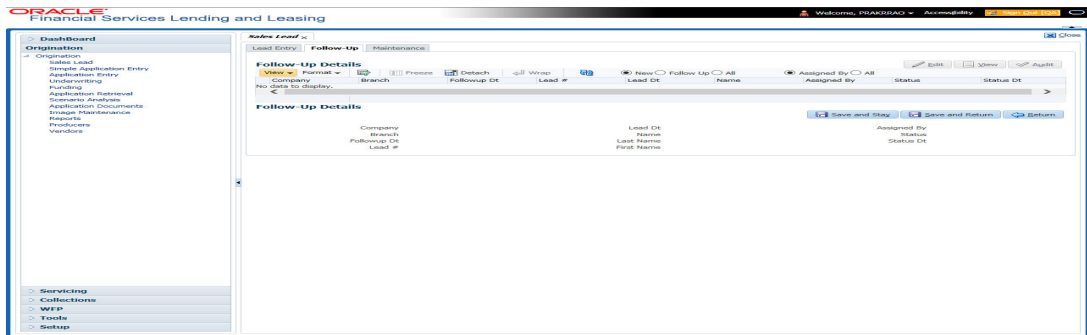 ORACLE
Financial Services Lending and Leasing
Welcome, PRAKRRAO Accessibility Sign Out [QA]
DashBoard
Origination
Origination
Sales Lead
Simple Application Entry
Application Entry
Underwriting
Funding
Application Retrieval
Scenario Analysis
Application Documents
Image Maintenance
Reports
Producers
Vendors
Servicing
Collections
WFP
Tools
Setup
Sales Lead
Close
Lead Entry Follow-Up Maintenance
Follow-Up Details
Edit View Audit
View Format Freeze Detach Wrap New Follow Up All Assigned By All
Company Branch Followup Dt Lead # Lead Dt Name Assigned By Status Status Dt
No data to display.
Follow-Up Details
Save and Stay Save and Return Return
Company Lead Dt Assigned By
Branch Name Status
Followup Dt Last Name Status Dt
Lead # First Name